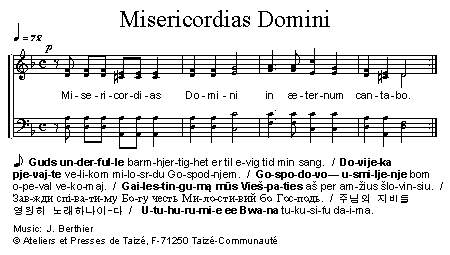 Misericordias Domini
♩=72
p
Mi-se-ri-cor-di-as Do-mi-ni in æ-ter-num can-ta-bo.
Guds un-der-ful-le barm-hjer-tig-het er til e-vig tid min sang. / Do-vije-ka
pje-vaj-te ve-li-kom mi-lo-sr-du Go-spod-njem. / Go-spo-do-vo— u-smi-lje-nje bom
o-pe-val ve-ko-maj. / Gai-les-tin-gu-mą mūs Vieš-pa-ties aš per am-žius šlo-vin-siu. /
Зав-жди спі-ва-ти-му Бо-гу честь Ми-ло-сти-вий бо Гос-подь. / 주님의 자비를
영원히 노래하나이-다 / U-tu-hu-ru-mi-e ee Bwa-na tu-ku-si-fu da-i-ma.
Music: J. Berthier
© Ateliers et Presses de Taizé, F-71250 Taizé-Communauté